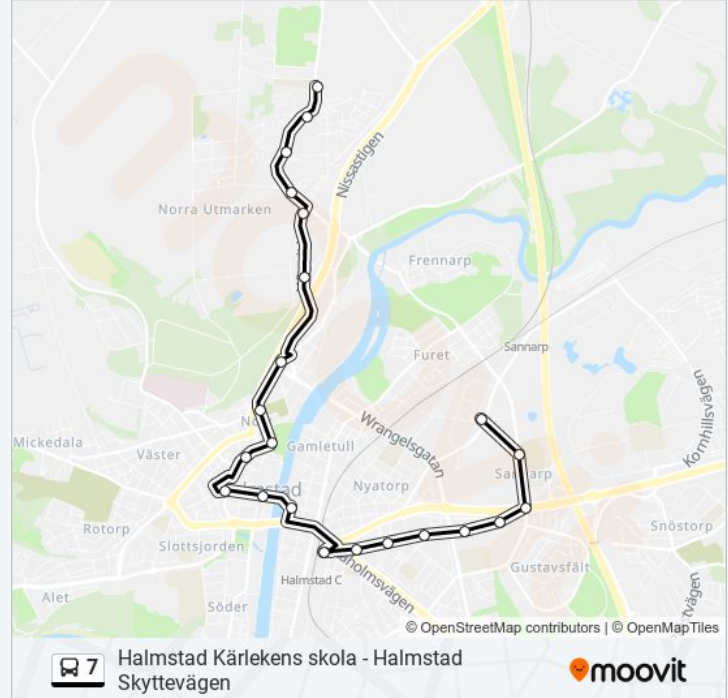 Nissastigen
Norra Utmarken
Frennarp
Furet
Sannarp
Kornhillsvägen
Wrangelsgatan
Mickedala
Väster
Gamletull
Nyatorp
Rotorp
Slottsjorden
Snöstorp
Gustavsfält
Halmstad C
Alet
Söder
© OpenStreetMap contributors | © OpenMapTiles
7
Halmstad Kärlekens skola - Halmstad
Skyttevägen
moovit